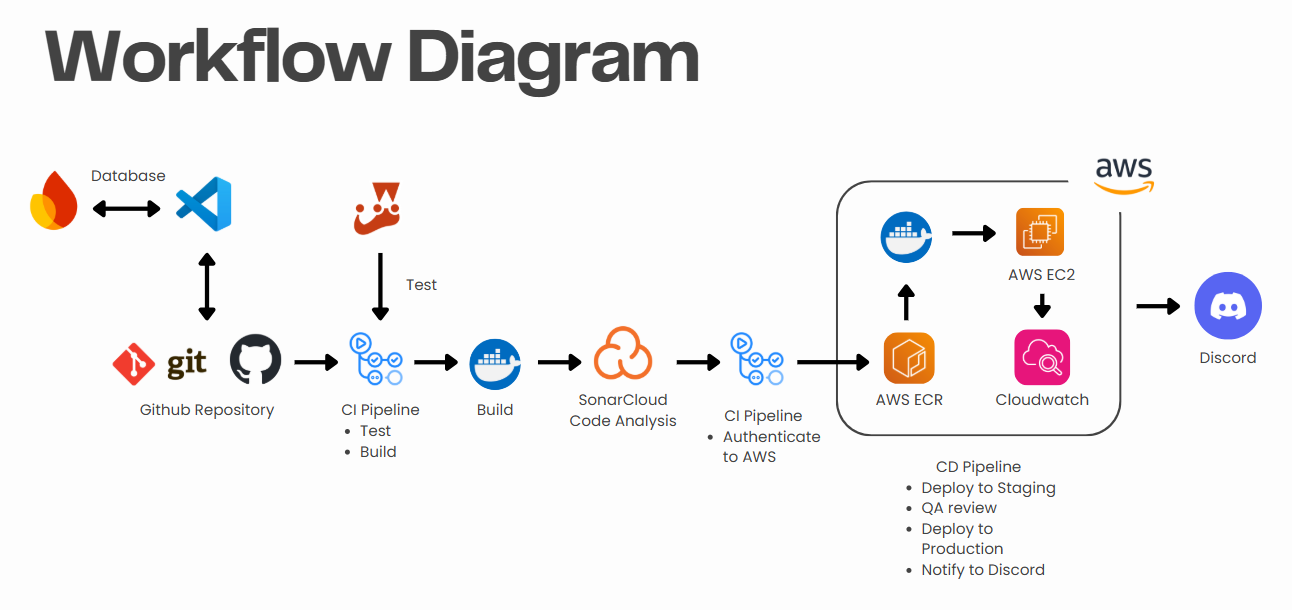 Workflow Diagram
Database
aws
Test
AWS EC2
git
Github Repository
CI Pipeline
• Test
• Build
Build
SonarCloud
Code Analysis
CI Pipeline
• Authenticate
to AWS
AWS ECR
Cloudwatch
Discord
CD Pipeline
• Deploy to Staging
• QA review
• Deploy to
Production
• Notify to Discord